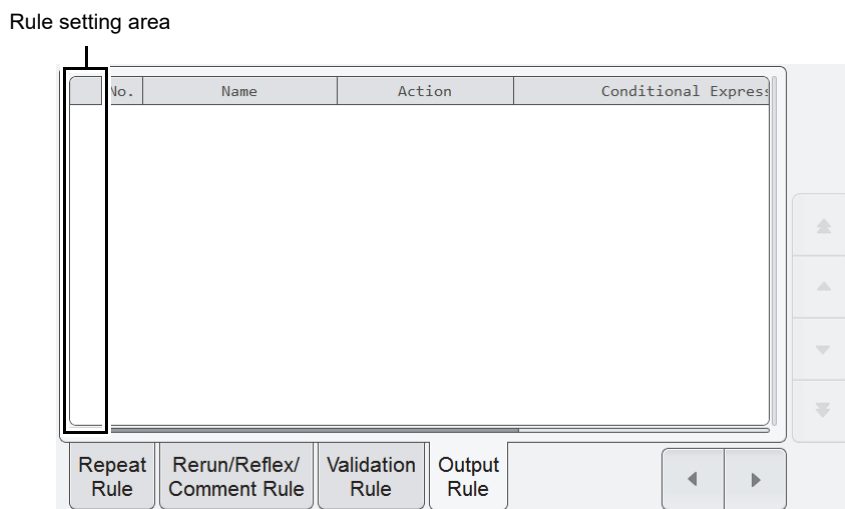 Rule setting area
No. Name Action Conditional Express
Repeat Rerun/Reflex/ Validation Output
Rule Comment Rule Rule Rule